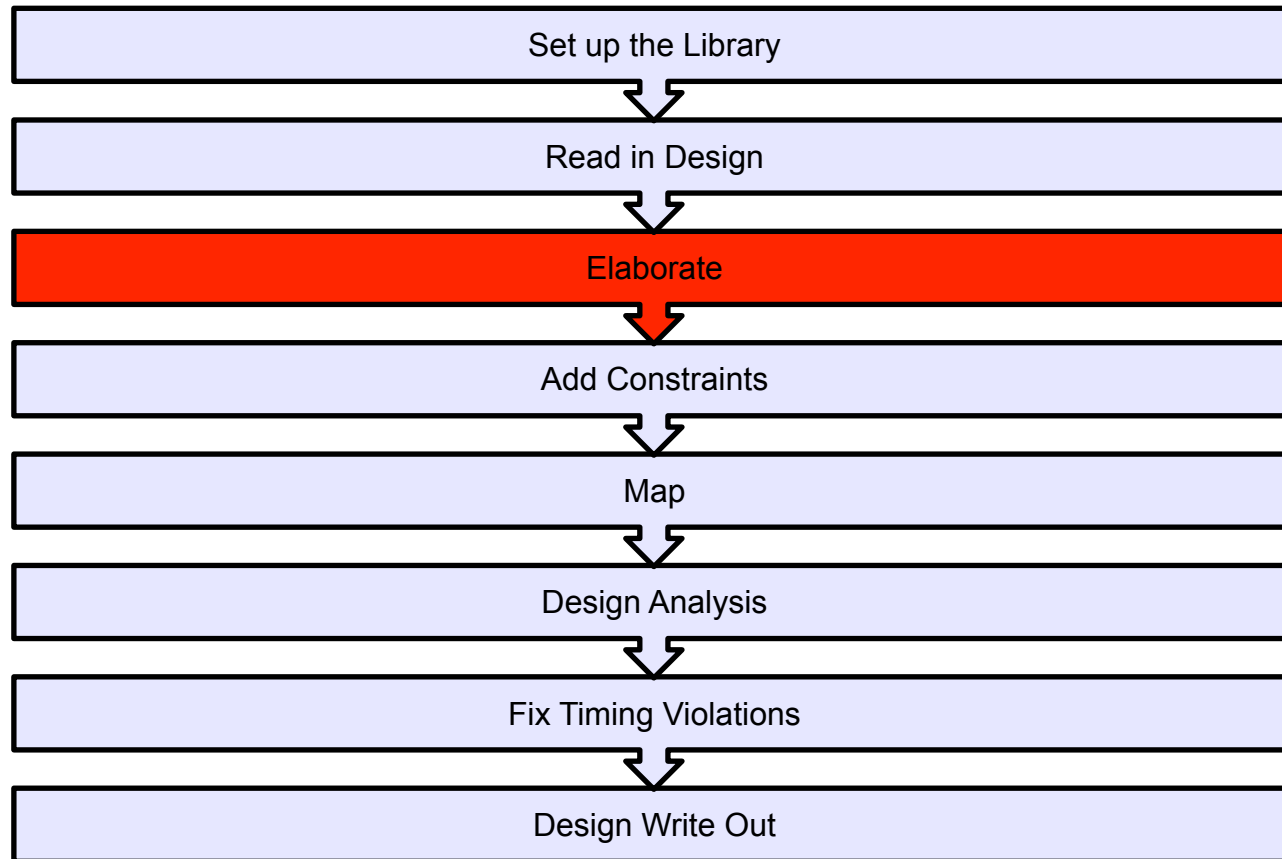 Set up the Library
Read in Design
Elaborate
Add Constraints
Map
Design Analysis
Fix Timing Violations
Design Write Out